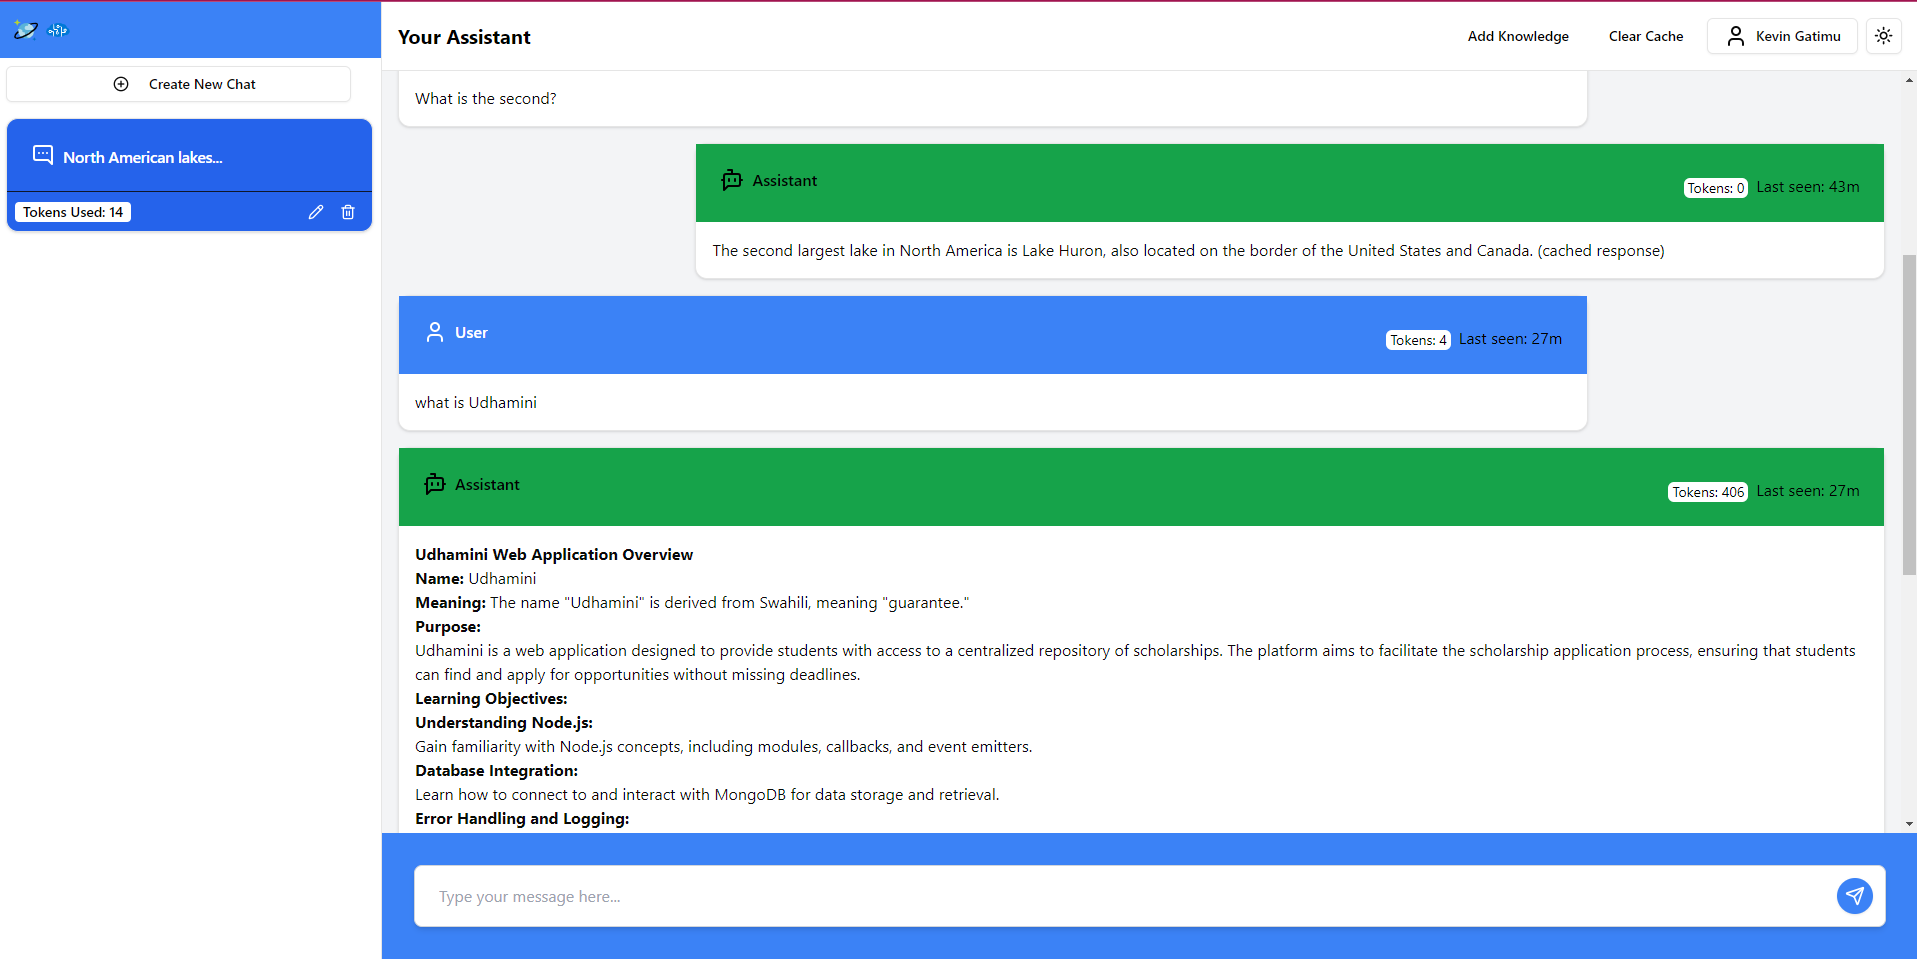 Create New Chat
North American lakes...
Tokens Used: 14
Your Assistant
Add Knowledge
Clear Cache
Kevin Gatimu
What is the second?
Assistant
Tokens: 0 Last seen: 43m
The second largest lake in North America is Lake Huron, also located on the border of the United States and Canada. (cached response)
User
Tokens: 4 Last seen: 27m
what is Udhamini
Assistant
Tokens: 406 Last seen: 27m
Udhamini Web Application Overview
Name: Udhamini
Meaning: The name "Udhamini" is derived from Swahili, meaning "guarantee."
Purpose:
Udhamini is a web application designed to provide students with access to a centralized repository of scholarships. The platform aims to facilitate the scholarship application process, ensuring that students
can find and apply for opportunities without missing deadlines.
Learning Objectives:
Understanding Node.js:
Gain familiarity with Node.js concepts, including modules, callbacks, and event emitters.
Database Integration:
Learn how to connect to and interact with MongoDB for data storage and retrieval.
Error Handling and Logging:
Type your message here...